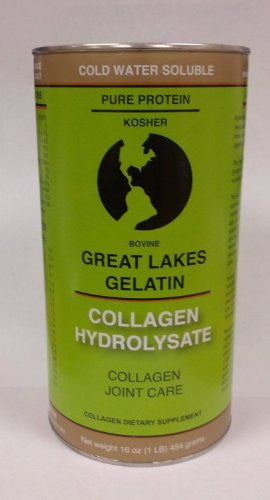 COLD WATER SOLUBLE
PURE PROTEIN
KOSHER
BOVINE
GREAT LAKES
GELATIN
COLLAGEN
HYDROLYSATE
COLLAGEN
JOINT CARE
COLLAGEN DIETARY SUPPLEMENT
Net weight 16 oz (1 LB) 454 grams